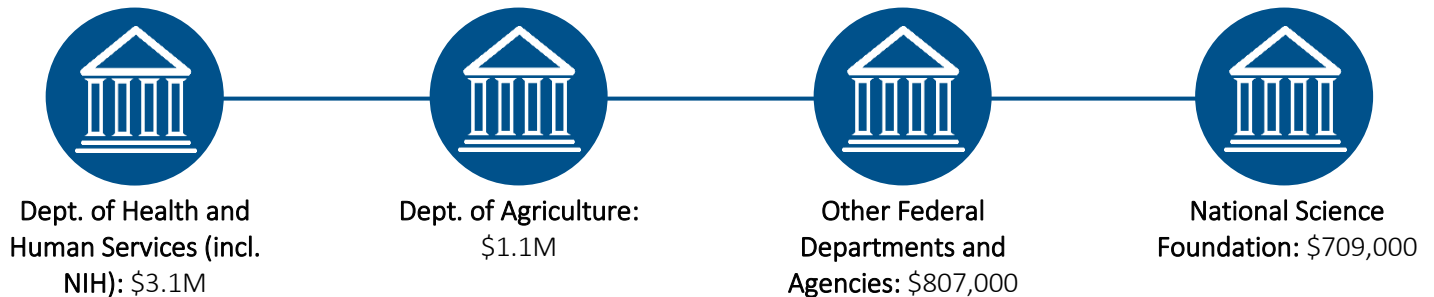 Dept. of Health and
Human Services (incl.
NIH): $3.1M
Dept. of Agriculture:
$1.1M
Other Federal
Departments and
Agencies: $807,000
National Science
Foundation: $709,000